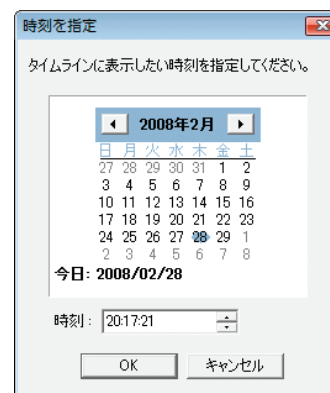 時刻を指定
タイムラインに表示したい時刻を指定してください。
2008年2月
日 月 火 水 木 金 土
27 28 29 30 31 1 2
3 4 5 6 7 8 9
10 11 12 13 14 15 16
17 18 19 20 21 22 23
24 25 26 27 28 29 1
2 3 4 5 6 7 8
今日: 2008/02/28
時刻: 20:17:21
OK キャンセル